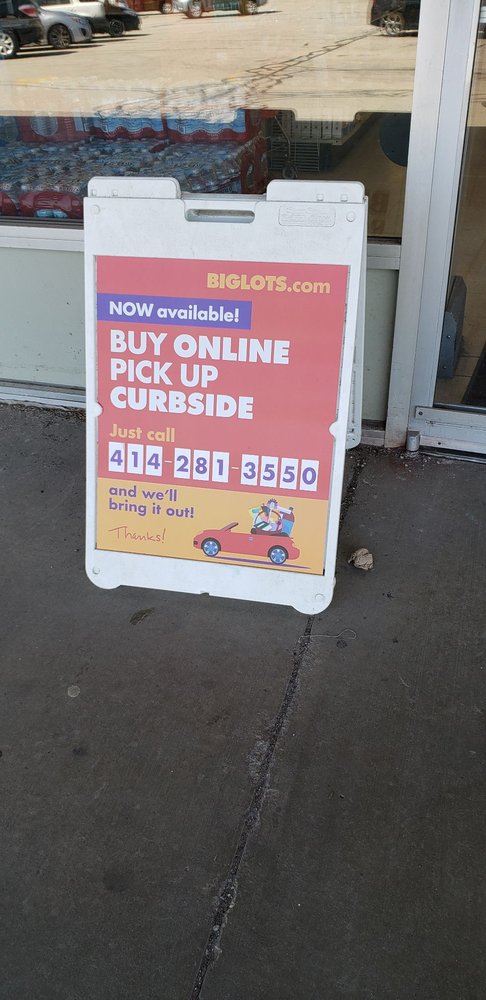 BIGLOTS.com
NOW available!
BUY ONLINE
PICK UP
CURBSIDE
Just call
414-281-3550
and we'll
bring it out!
Thanks!